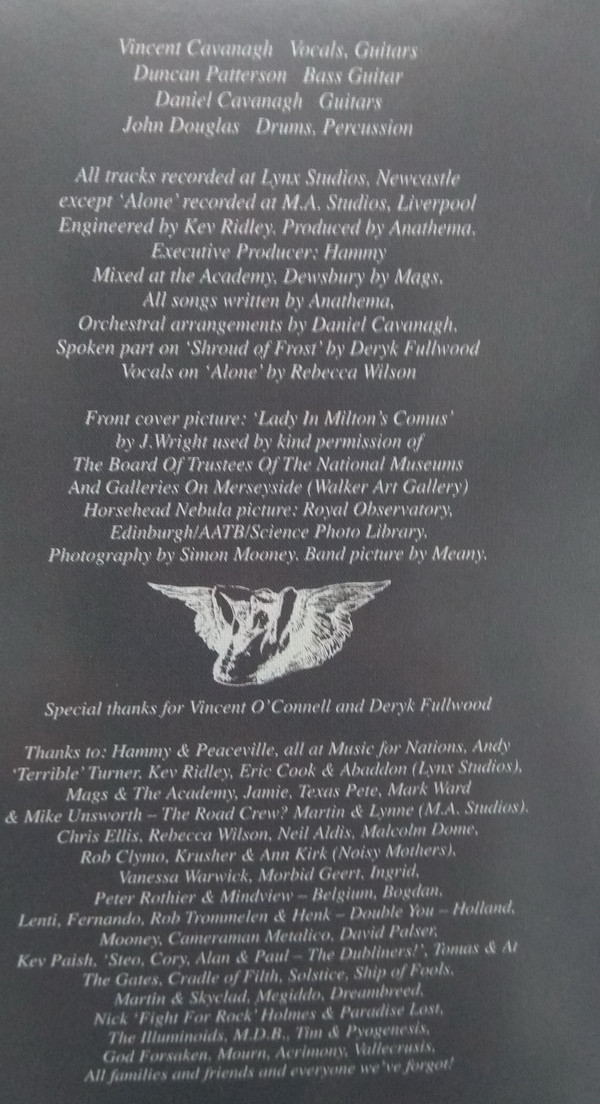 Vincent Cavanagh Vocals, Guitars
Duncan Patterson Bass Guitar
Daniel Cavanagh Guitars
John Douglas Drums, Percussion
All tracks recorded at Lynx Studios, Newcastle
except ‘Alone’ recorded at M.A. Studios, Liverpool
Engineered by Kev Ridley. Produced by Anathema.
Executive Producer: Hammy
Mixed at the Academy, Dewsbury by Mags.
All songs written by Anathema,
Orchestral arrangements by Daniel Cavanagh.
Spoken part on ‘Shroud of Frost’ by Deryk Fullwood
Vocals on ‘Alone’ by Rebecca Wilson
Front cover picture: ‘Lady In Milton’s Comus’
by J.Wright used by kind permission of
The Board Of Trustees Of The National Museums
And Galleries On Merseyside (Walker Art Gallery)
Horsehead Nebula picture: Royal Observatory,
Edinburgh/AATB/Science Photo Library.
Photography by Simon Mooney. Band picture by Meany.
Special thanks for Vincent O’Connell and Deryk Fullwood
Thanks to: Hammy & Peaceville, all at Music for Nations, Andy
‘Terrible’ Turner, Kev Ridley, Eric Cook & Abaddon (Lynx Studios),
Mags & The Academy, Jamie, Texas Pete, Mark Ward
& Mike Unsworth – The Road Crew? Martin & Lynne (M.A. Studios).
Chris Ellis, Rebecca Wilson, Neil Aldis, Malcolm Dome,
Rob Clymo, Krusher & Ann Kirk (Noisy Mothers),
Vanessa Warwick, Morbid Geert, Ingrid,
Peter Rothier & Mindview – Belgium, Bogdan,
Lenti, Fernando, Rob Trommelen & Henk – Double You – Holland,
Mooney, Cameraman Metalico, David Palser,
Kev Paish, ‘Steo, Cory, Alan & Paul – The Dubliners!’, Tomas & At
The Gates, Cradle of Filth, Solstice, Ship of Fools,
Martin & Skyclad, Megiddo, Dreambreed,
Nick ‘Fight For Rock’ Holmes & Paradise Lost,
The Illuminoids, M.D.B., Tim & Pyogenesis,
God Forsaken, Mourn, Acrimony, Vallecrusis,
All families and friends and everyone we’ve forgot!